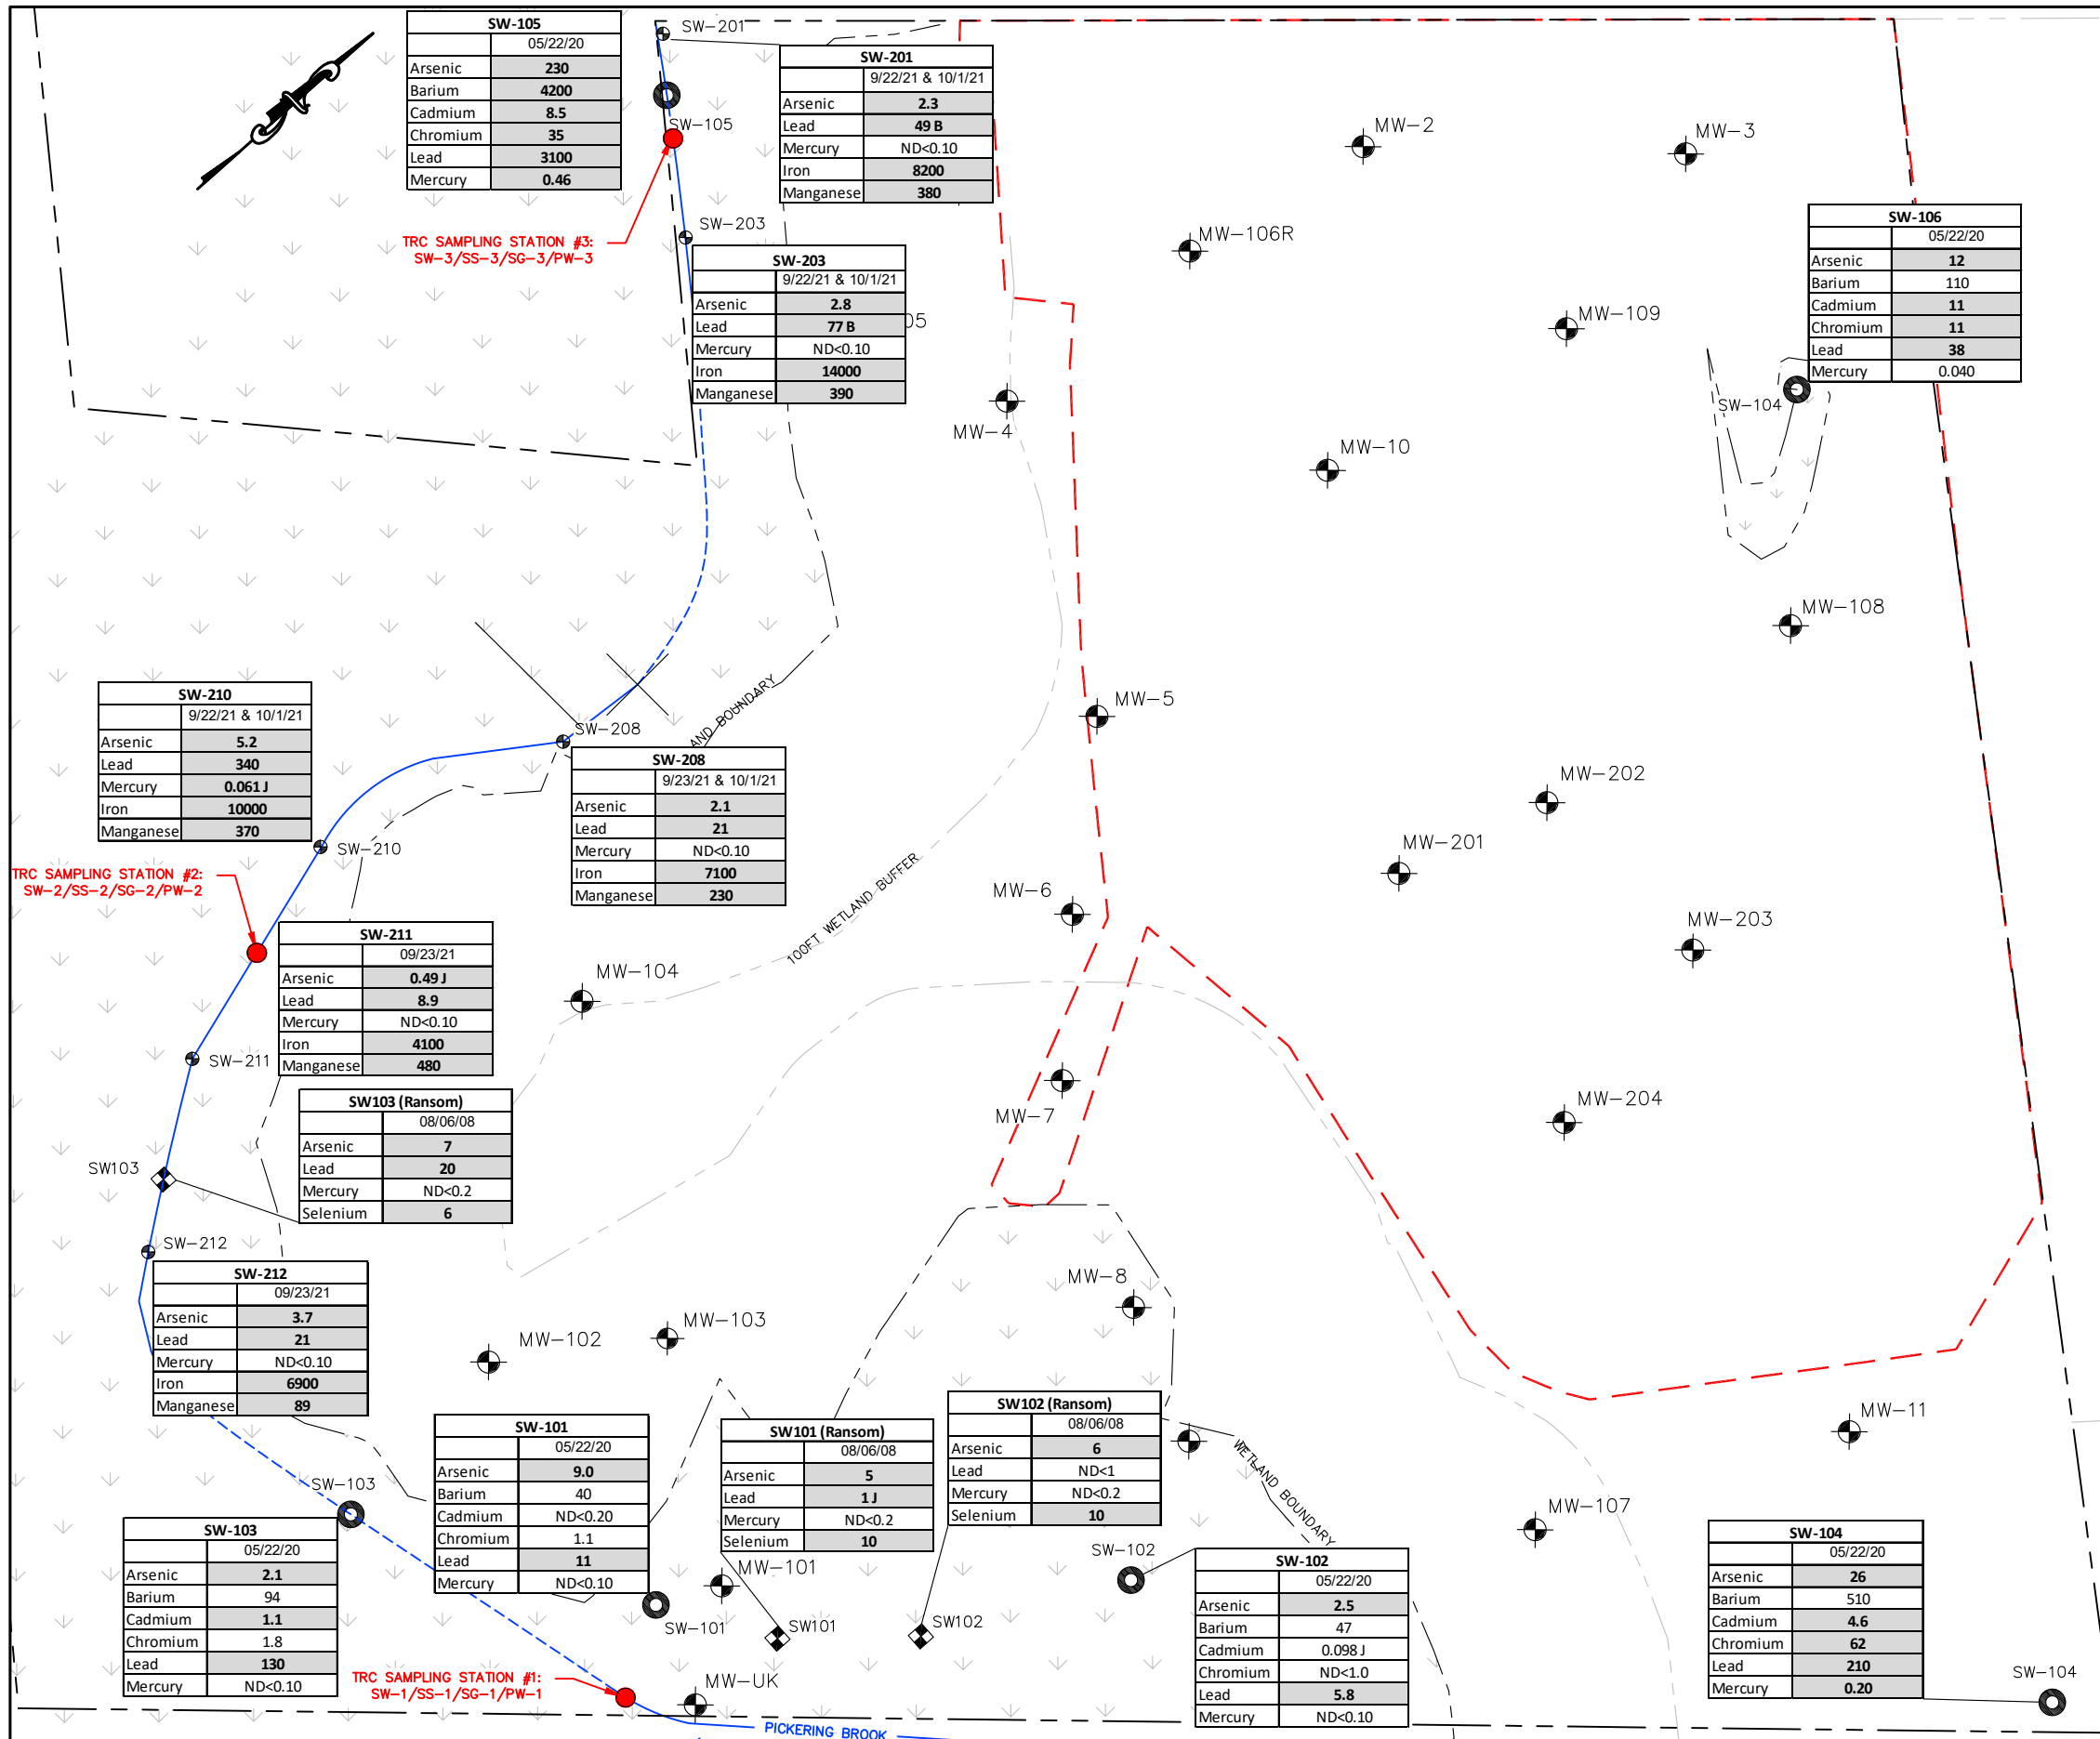 SW-105
05/22/20
Arsenic 230
Barium 4200
Cadmium 8.5
Chromium 35
Lead 3100
Mercury 0.46
SW-201
SW-201
9/22/21 & 10/1/21
Arsenic 2.3
Lead 49 B
Mercury ND<0.10
Iron 8200
Manganese 380
SW-105
MW-2
MW-3
TRC SAMPLING STATION #3:
SW-3/SS-3/SG-3/PW-3
SW-203
SW-203
9/22/21 & 10/1/21
Arsenic 2.8
Lead 77 B
Mercury ND<0.10
Iron 14000
Manganese 390
05
MW-106R
MW-109
SW-106
05/22/20
Arsenic 12
Barium 110
Cadmium 11
Chromium 11
Lead 38
Mercury 0.040
SW-104
MW-4
MW-10
MW-108
SW-210
9/22/21 & 10/1/21
Arsenic 5.2
Lead 340
Mercury 0.061 J
Iron 10000
Manganese 370
SW-208
AND BOUNDARY
MW-5
SW-208
9/23/21 & 10/1/21
Arsenic 2.1
Lead 21
Mercury ND<0.10
Iron 7100
Manganese 230
MW-202
SW-210
MW-201
TRC SAMPLING STATION #2:
SW-2/SS-2/SG-2/PW-2
100FT WETLAND BUFFER
MW-6
MW-203
SW-211
09/23/21
Arsenic 0.49 J
Lead 8.9
Mercury ND<0.10
Iron 4100
Manganese 480
MW-104
SW-211
MW-7
MW-204
SW103 (Ransom)
08/06/08
Arsenic 7
Lead 20
Mercury ND<0.2
Selenium 6
SW103
SW-212
SW-212
09/23/21
Arsenic 3.7
Lead 21
Mercury ND<0.10
Iron 6900
Manganese 89
MW-8
MW-102
MW-103
SW-101
05/22/20
Arsenic 9.0
Barium 40
Cadmium ND<0.20
Chromium 1.1
Lead 11
Mercury ND<0.10
SW101 (Ransom)
08/06/08
Arsenic 5
Lead 1 J
Mercury ND<0.2
Selenium 10
SW102 (Ransom)
08/06/08
Arsenic 6
Lead ND<1
Mercury ND<0.2
Selenium 10
WETLAND BOUNDARY
MW-11
SW-103
MW-107
SW-103
05/22/20
Arsenic 2.1
Barium 94
Cadmium 1.1
Chromium 1.8
Lead 130
Mercury ND<0.10
MW-101
SW-101
SW101
SW102
SW-102
SW-102
05/22/20
Arsenic 2.5
Barium 47
Cadmium 0.098 J
Chromium ND<1.0
Lead 5.8
Mercury ND<0.10
SW-104
05/22/20
Arsenic 26
Barium 510
Cadmium 4.6
Chromium 62
Lead 210
Mercury 0.20
SW-104
TRC SAMPLING STATION #1:
SW-1/SS-1/SG-1/PW-1
MW-UK
PICKERING BROOK